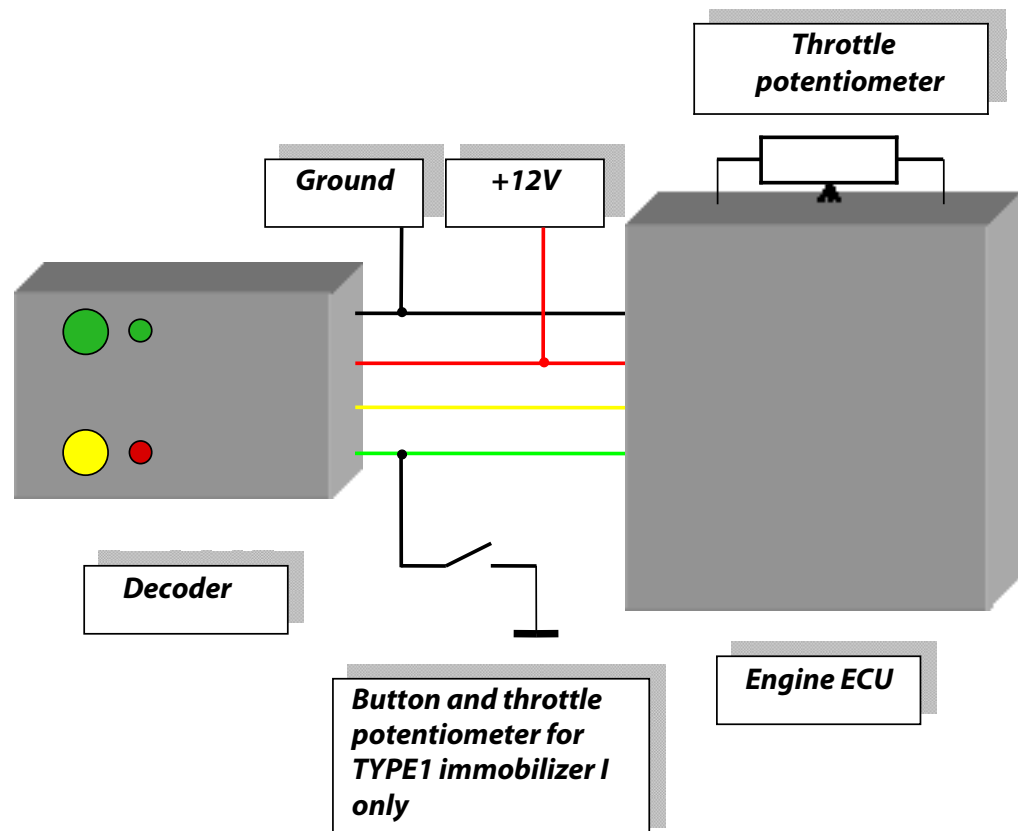 Throttle
potentiometer
Ground
+12V
Decoder
Engine ECU
Button and throttle
potentiometer for
TYPE1 immobilizer I
only